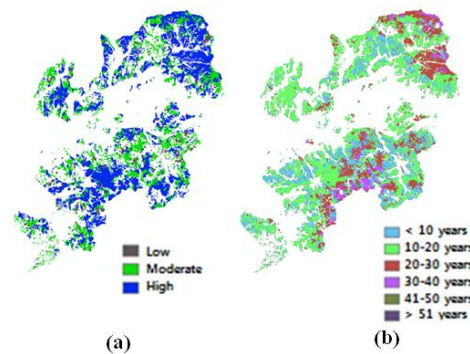 Low
Moderate
High
(a)
< 10 years
10-20 years
20-30 years
30-40 years
41-50 years
> 51 years
(b)